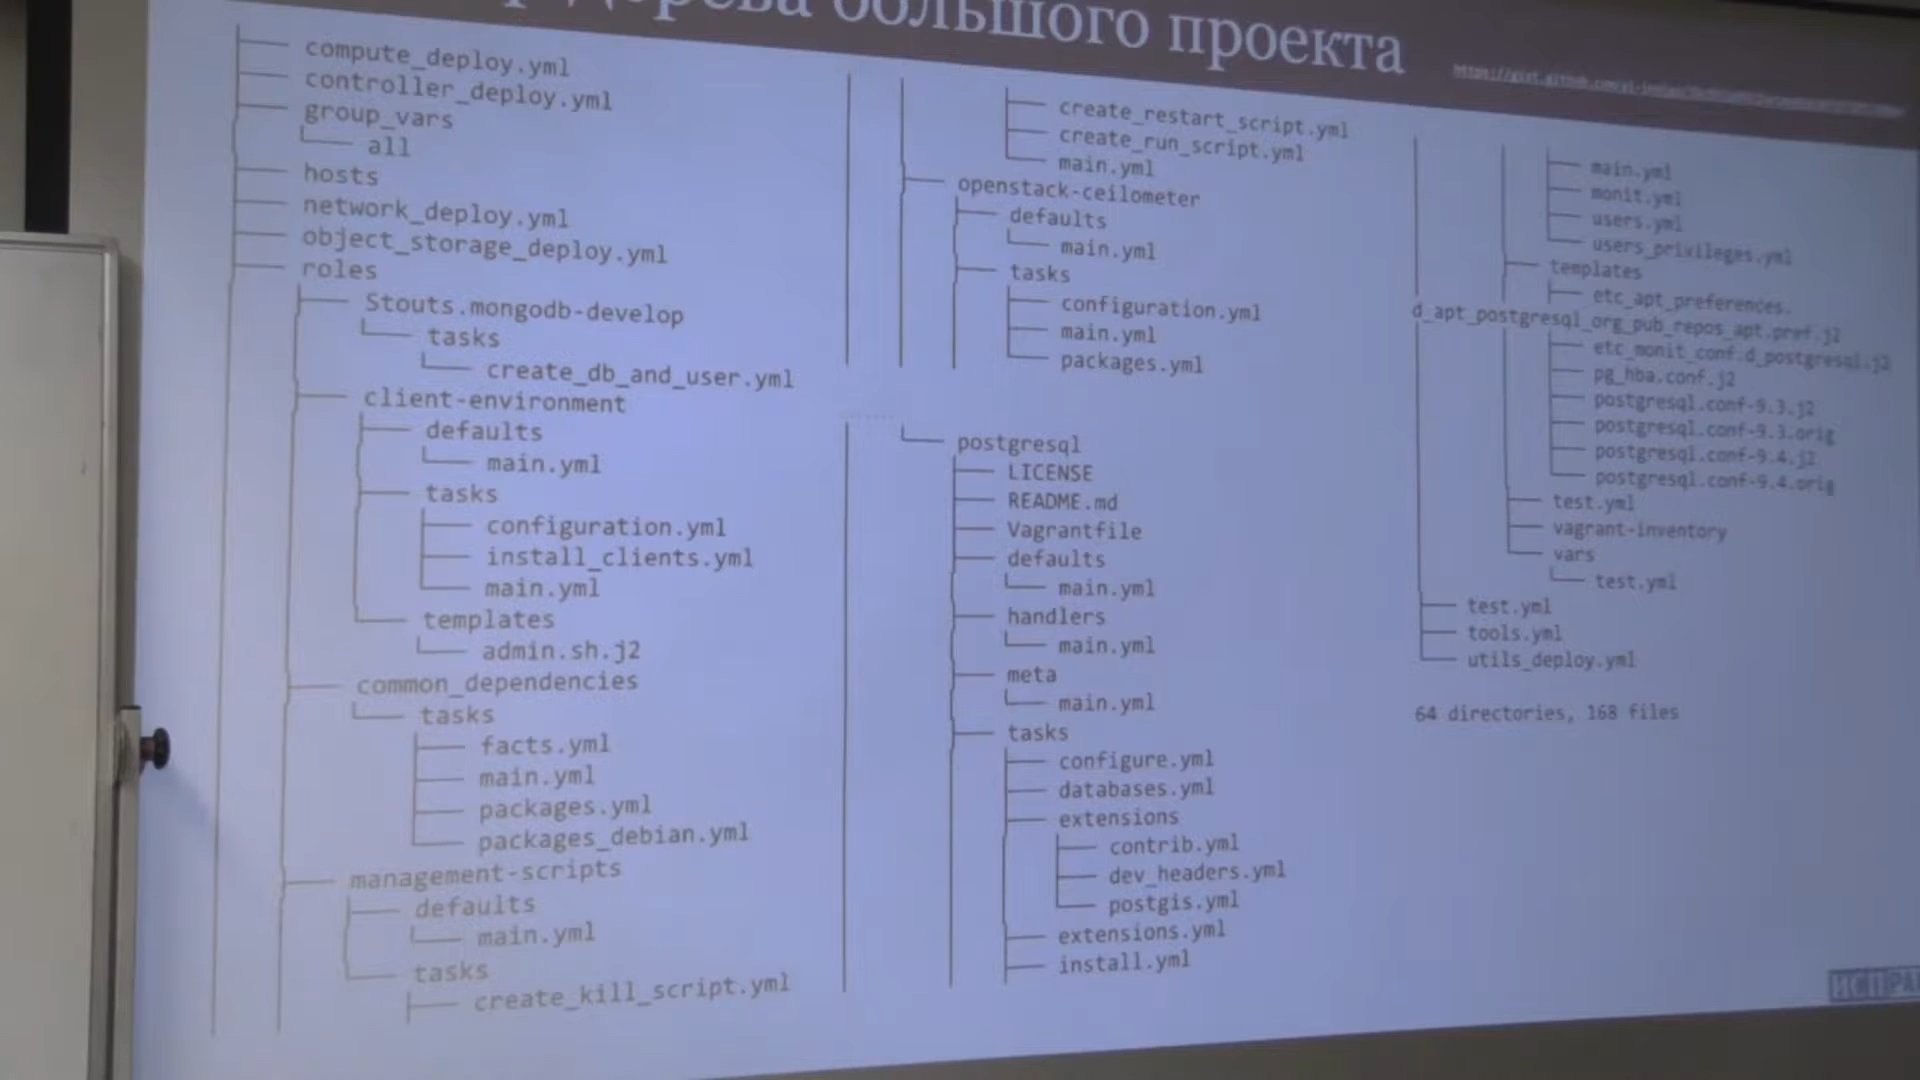 дерева большого проекта
compute_deploy.yml
controller_deploy.yml
group_vars
all
hosts
network_deploy.yml
object_storage_deploy.yml
roles
Stouts.mongodb-develop
tasks
create_db_and_user.yml
client-environment
defaults
main.yml
tasks
configuration.yml
install_clients.yml
main.yml
templates
admin.sh.j2
common_dependencies
tasks
facts.yml
main.yml
packages.yml
packages_debian.yml
management-scripts
defaults
main.yml
tasks
create_kill_script.yml
create_restart_script.yml
create_run_script.yml
main.yml
openstack-ceilometer
defaults
main.yml
tasks
configuration.yml
main.yml
packages.yml
postgresql
LICENSE
README.md
Vagrantfile
defaults
main.yml
handlers
main.yml
meta
main.yml
tasks
configure.yml
databases.yml
extensions
contrib.yml
dev_headers.yml
postgis.yml
extensions.yml
install.yml
main.yml
monit.yml
users.yml
users_privileges.yml
templates
etc_apt_preferences.
d_apt_postgresql_org_pub_repos_apt.pref.j2
etc_monit_conf.d_postgresql.j2
pg_hba.conf.j2
postgresql.conf-9.3.j2
postgresql.conf-9.3.orig
postgresql.conf-9.4.j2
postgresql.conf-9.4.orig
test.yml
vagrant-inventory
vars
test.yml
test.yml
tools.yml
utils_deploy.yml
64 directories, 168 files